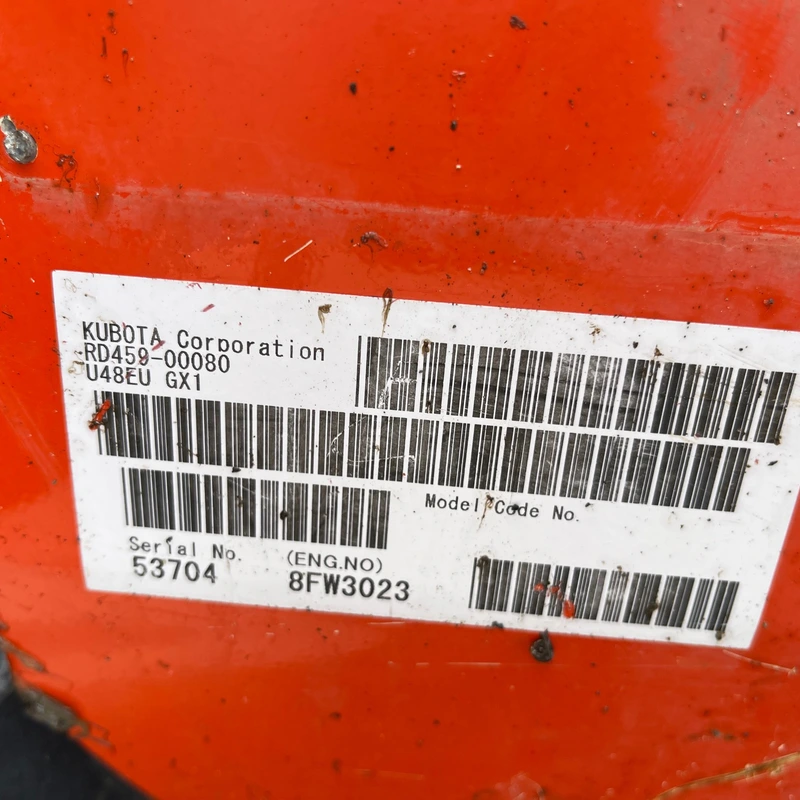 KUBOTA Corporation
RD459-00080
U48EU GX1
Model Code No.
Serial No. (ENG.NO)
53704 8FW3023